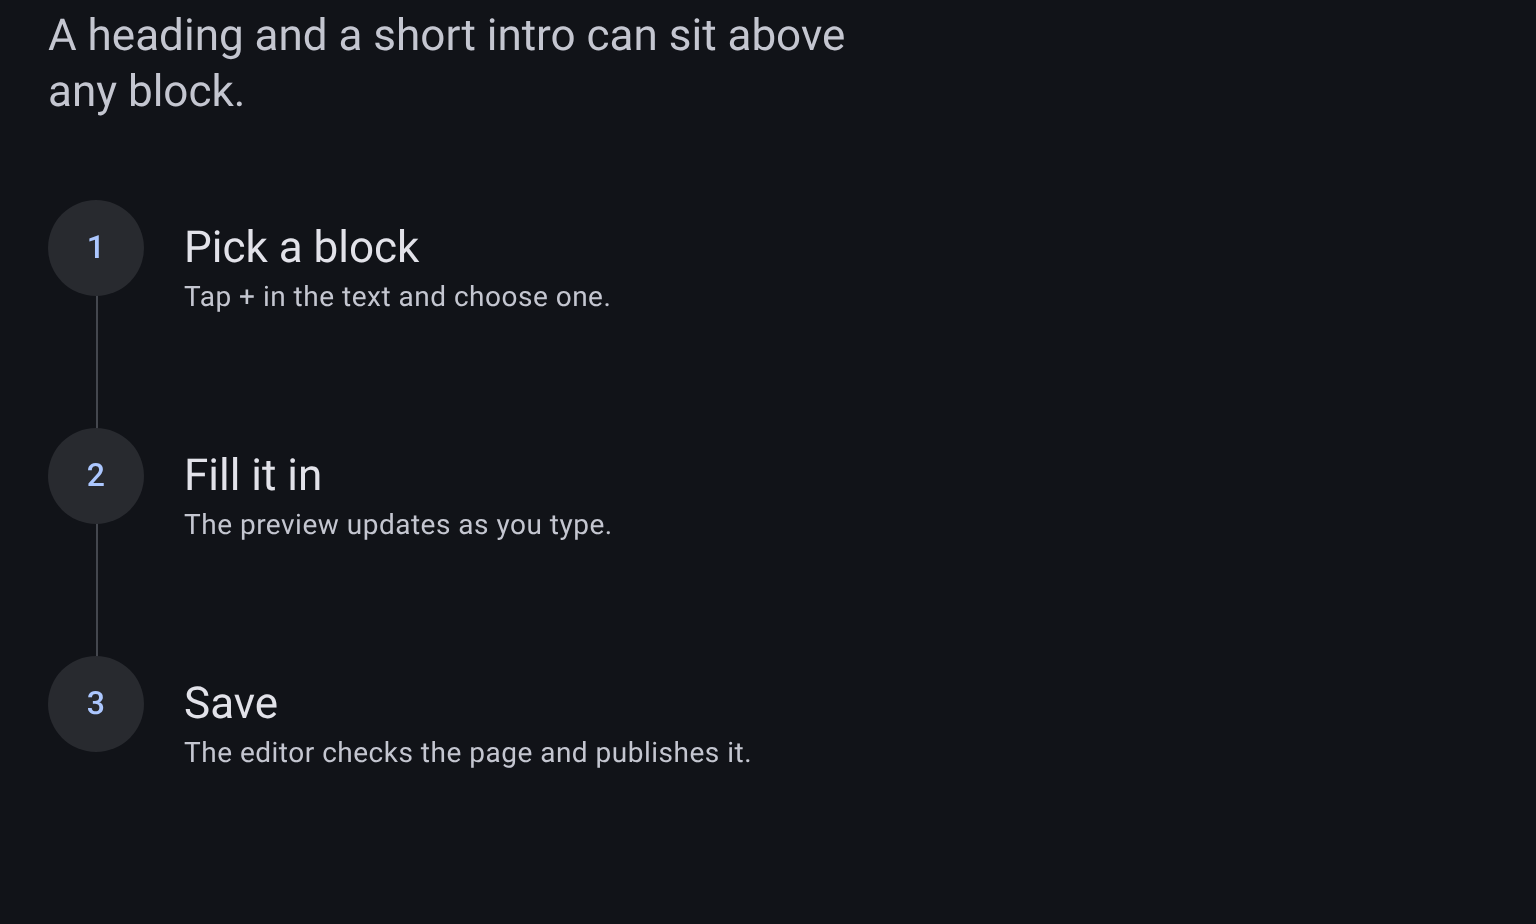 A heading and a short intro can sit above
any block.
1
Pick a block
Tap + in the text and choose one.
2
Fill it in
The preview updates as you type.
3
Save
The editor checks the page and publishes it.